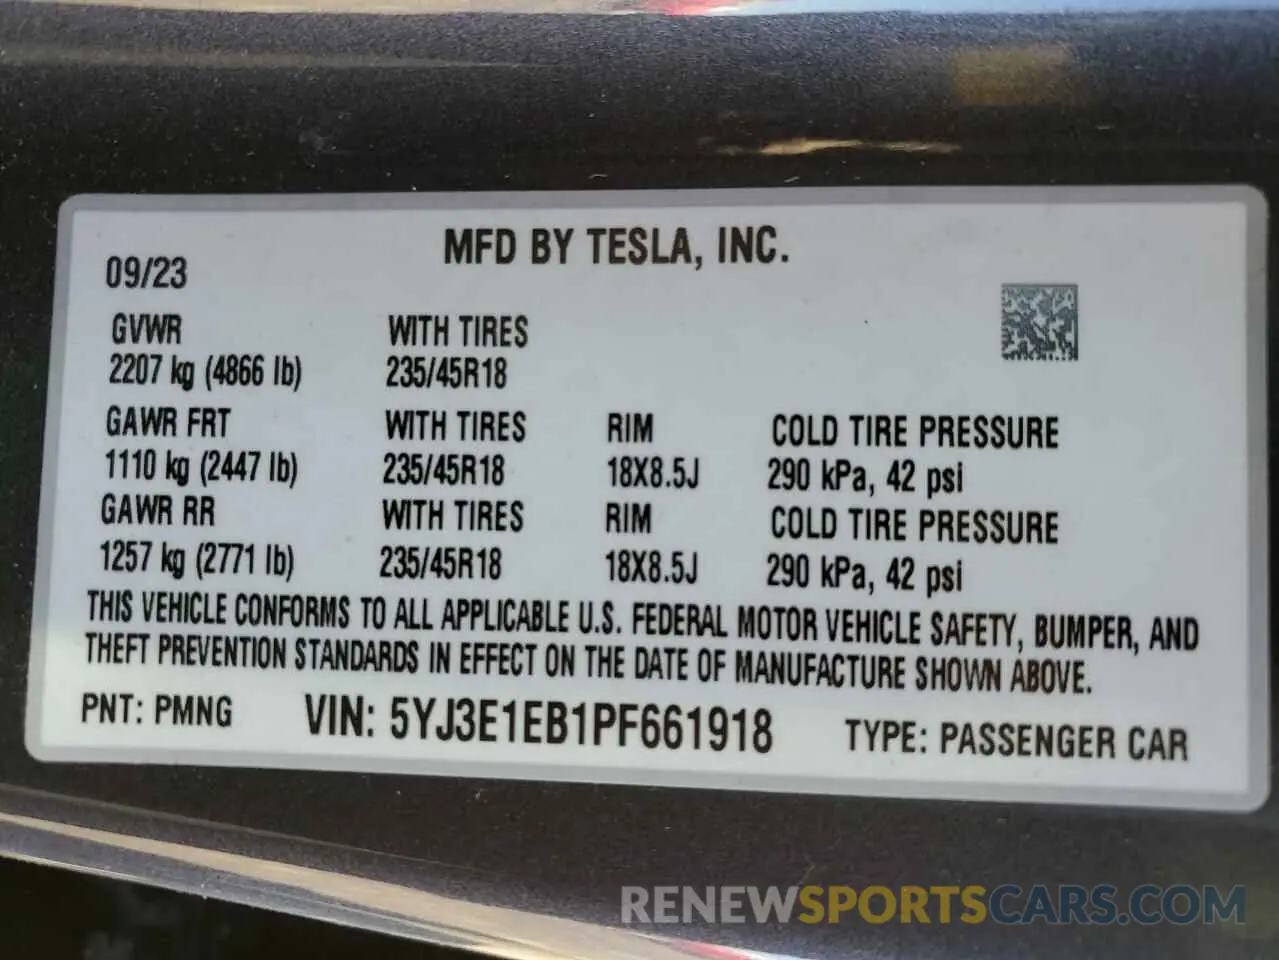 MFD BY TESLA, INC.
09/23
GVWR WITH TIRES
2207 kg (4866 lb) 235/45R18
GAWR FRT WITH TIRES RIM COLD TIRE PRESSURE
1110 kg (2447 lb) 235/45R18 18X8.5J 290 kPa, 42 psi
GAWR RR WITH TIRES RIM COLD TIRE PRESSURE
1257 kg (2771 lb) 235/45R18 18X8.5J 290 kPa, 42 psi
THIS VEHICLE CONFORMS TO ALL APPLICABLE U.S. FEDERAL MOTOR VEHICLE SAFETY, BUMPER, AND
THEFT PREVENTION STANDARDS IN EFFECT ON THE DATE OF MANUFACTURE SHOWN ABOVE.
PNT: PMNG VIN: 5YJ3E1EB1PF661918 TYPE: PASSENGER CAR
RENEWSPORTSCARS.COM